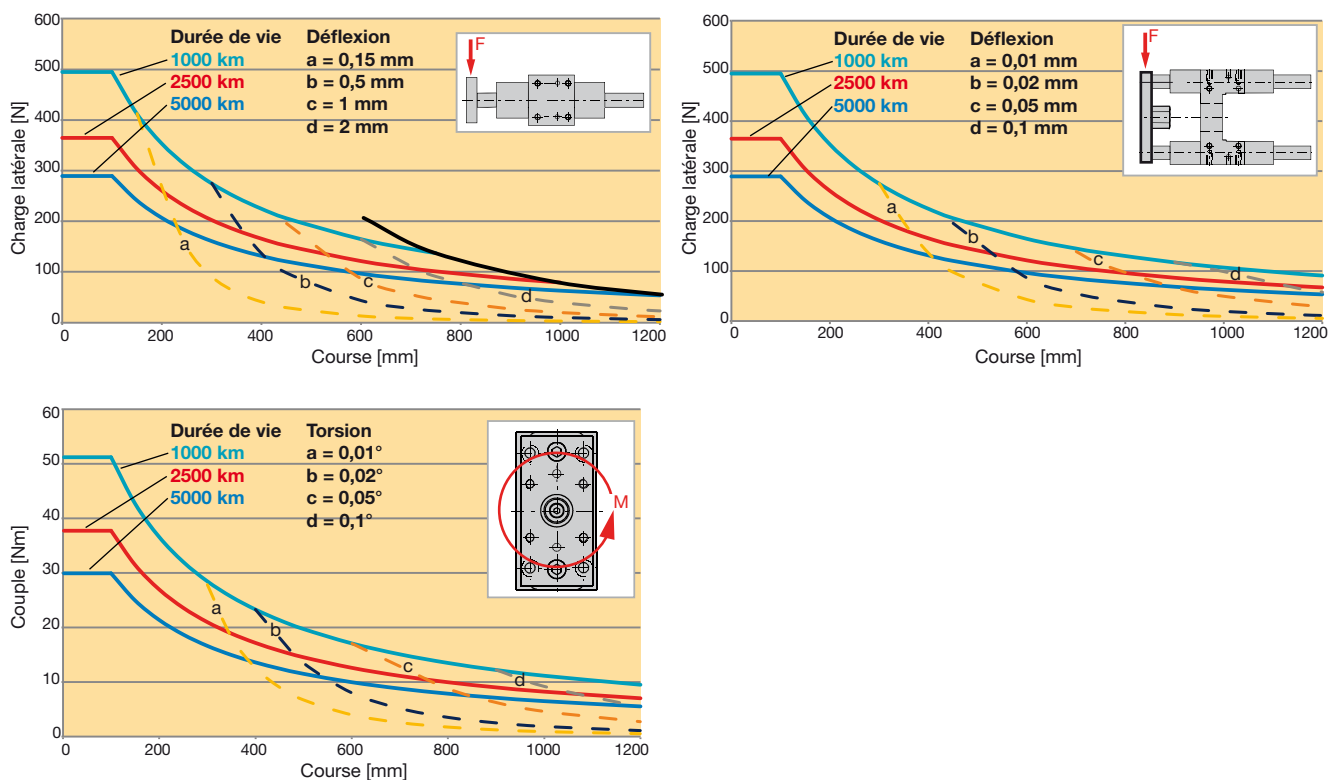 600
500
400
300
200
100
0
Charge latérale [N]
Durée de vie
1000 km
2500 km
5000 km
Déflexion
a = 0,15 mm
b = 0,5 mm
c = 1 mm
d = 2 mm
F
a
b
c
d
0 200 400 600 800 1000 1200
Course [mm]
600
500
400
300
200
100
0
Charge latérale [N]
Durée de vie
1000 km
2500 km
5000 km
Déflexion
a = 0,01 mm
b = 0,02 mm
c = 0,05 mm
d = 0,1 mm
F
a
b
c
d
0 200 400 600 800 1000 1200
Course [mm]
60
50
40
30
20
10
0
Couple [Nm]
Durée de vie
1000 km
2500 km
5000 km
Torsion
a = 0,01°
b = 0,02°
c = 0,05°
d = 0,1°
M
a
b
c
d
0 200 400 600 800 1000 1200
Course [mm]